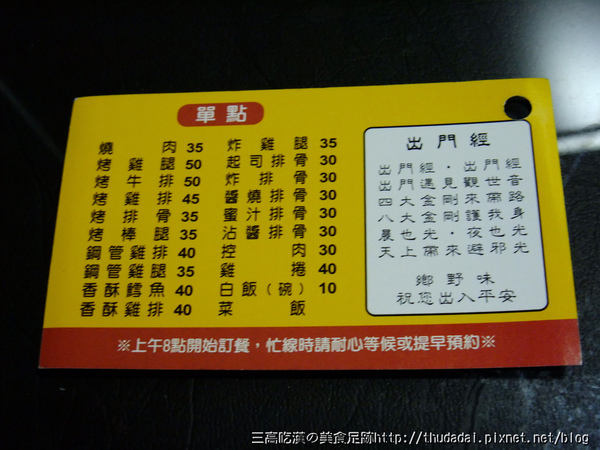 單點
燒肉 35
烤雞腿 50
烤牛排 50
烤雞排 45
烤排骨 35
烤棒腿 35
鋼管雞排 40
鋼管雞腿 35
香酥鱈魚 40
香酥雞排 40
炸雞腿 35
起司排骨 30
炸排骨 30
醬燒排骨 30
蜜汁排骨 30
沾醬排骨 30
控肉 30
雞捲 40
白飯(碗) 10
菜飯
出門經
出門經・出門經
出門遇見觀世音
四大金剛來帶路
八大金剛護我身
晨也光・夜也光
天上帶來避邪光
鄉野味
祝您出入平安
※上午8點開始訂餐，忙線時請耐心等候或提早預約※
三高吃漢の美食足跡http://thudadai.pixnet.net/blog